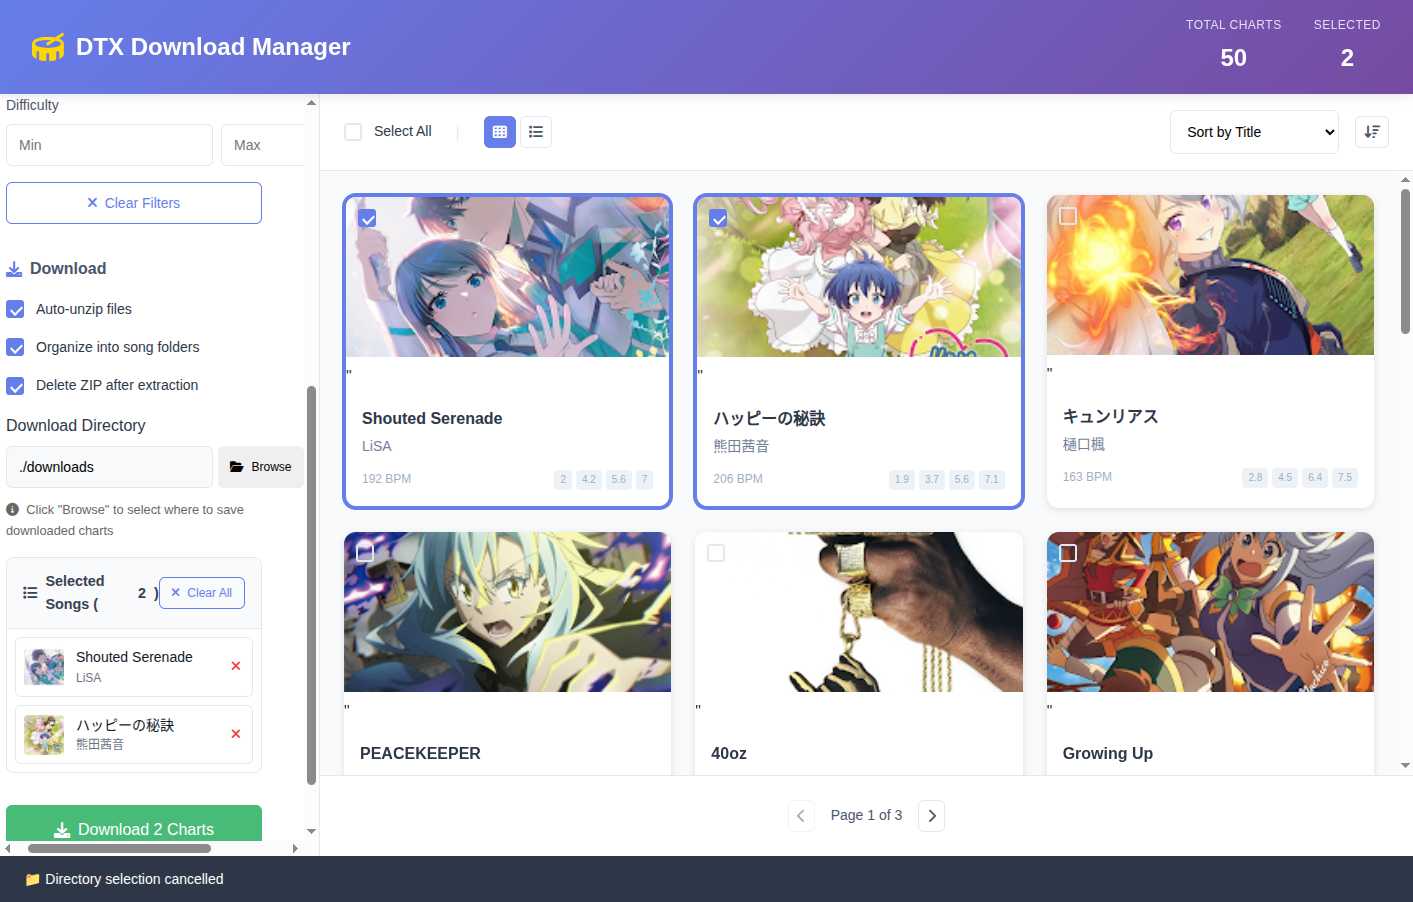 DTX Download Manager
TOTAL CHARTS
50
SELECTED
2
Difficulty
Min
Max
Clear Filters
Download
Auto-unzip files
Organize into song folders
Delete ZIP after extraction
Download Directory
./downloads
Browse
Click "Browse" to select where to save
downloaded charts
Selected
Songs (
2 )
Clear All
Shouted Serenade
LiSA
ハッピーの秘訣
熊田茜音
Download 2 Charts
Select All
Sort by Title
"
Shouted Serenade
LiSA
192 BPM
2 4.2 5.6 7
"
ハッピーの秘訣
熊田茜音
206 BPM
1.9 3.7 5.6 7.1
"
キュンリアス
樋口楓
163 BPM
2.8 4.5 6.4 7.5
"
PEACEKEEPER
"
40oz
Machico
"
Growing Up
Page 1 of 3
Directory selection cancelled